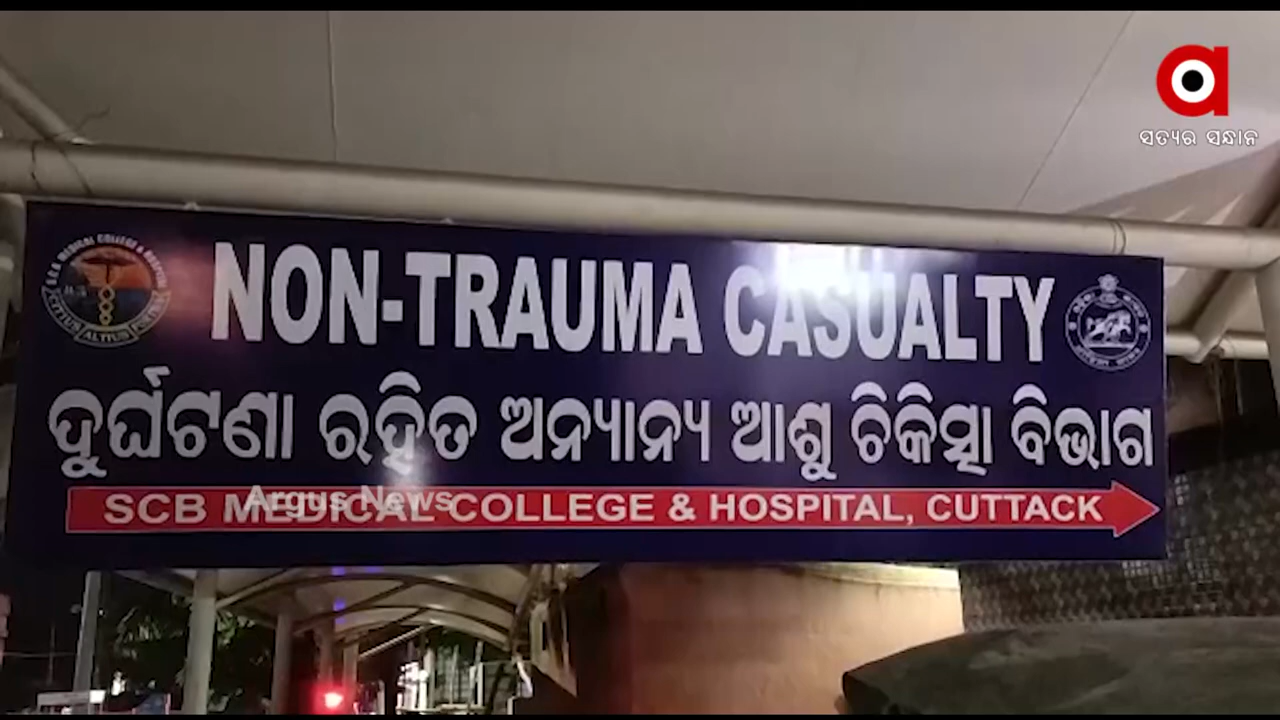 ସତ୍ୟର ସନ୍ଧାନ
NON-TRAUMA CASUALTY
ଦୁର୍ଘଟଣା ରହିତ ଅନ୍ୟାନ୍ୟ ଆଶୁ ଚିକିତ୍ସା ବିଭାଗ
SCB MEDICAL COLLEGE & HOSPITAL, CUTTACK
Argus News